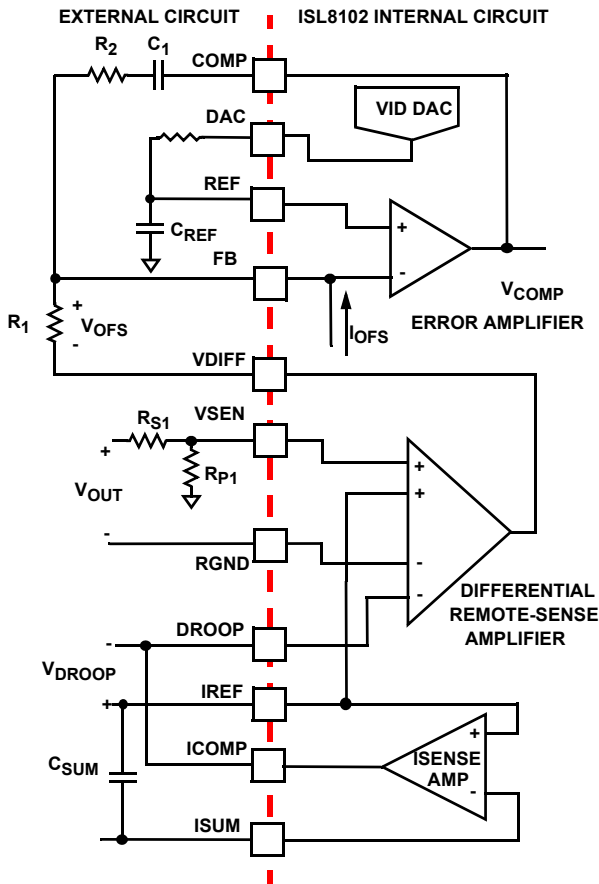 EXTERNAL CIRCUIT
ISL8102 INTERNAL CIRCUIT
R2
C1
COMP
VID DAC
DAC
REF
+
CREF
-
FB
VCOMP
ERROR AMPLIFIER
IOFS
R1
+
VOFS
-
VDIFF
RS1
VSEN
+
RP1
VOUT
+
+
-
RGND
-
-
DIFFERENTIAL
REMOTE-SENSE
AMPLIFIER
DROOP
-
VDROOP
+
IREF
+
ICOMP
ISENSE
AMP
-
CSUM
ISUM